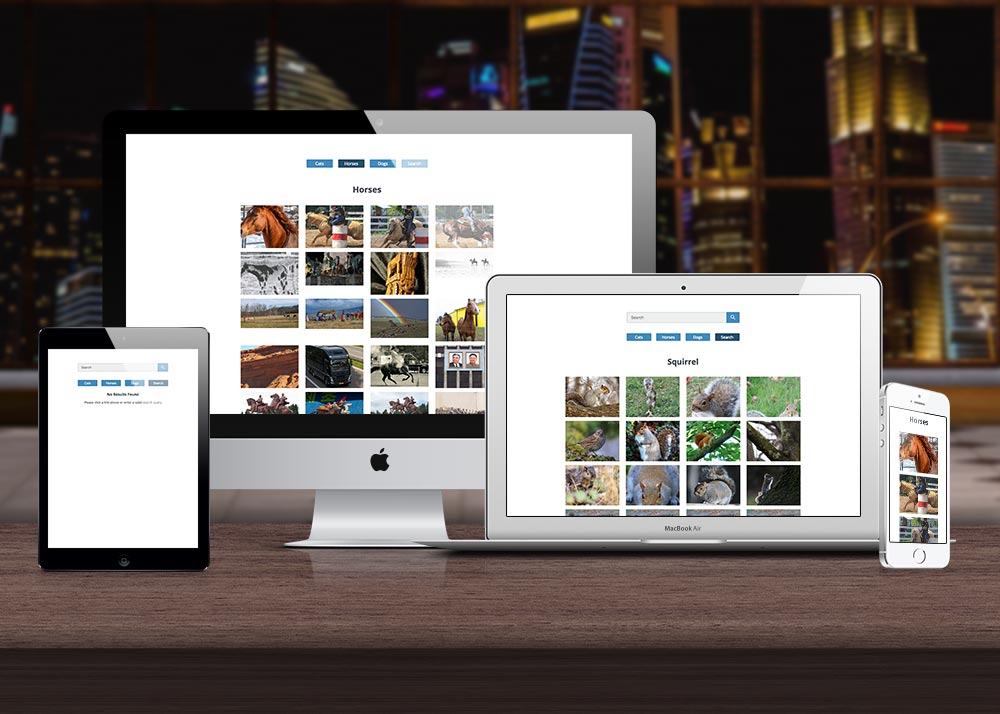 Cats Horses Dogs Search
Horses
Search
Cats Horses Dogs Search
No Results Found
Please click a link above or enter a valid search query.
Search
Cats Horses Dogs Search
Squirrel
MacBook Air
Horses